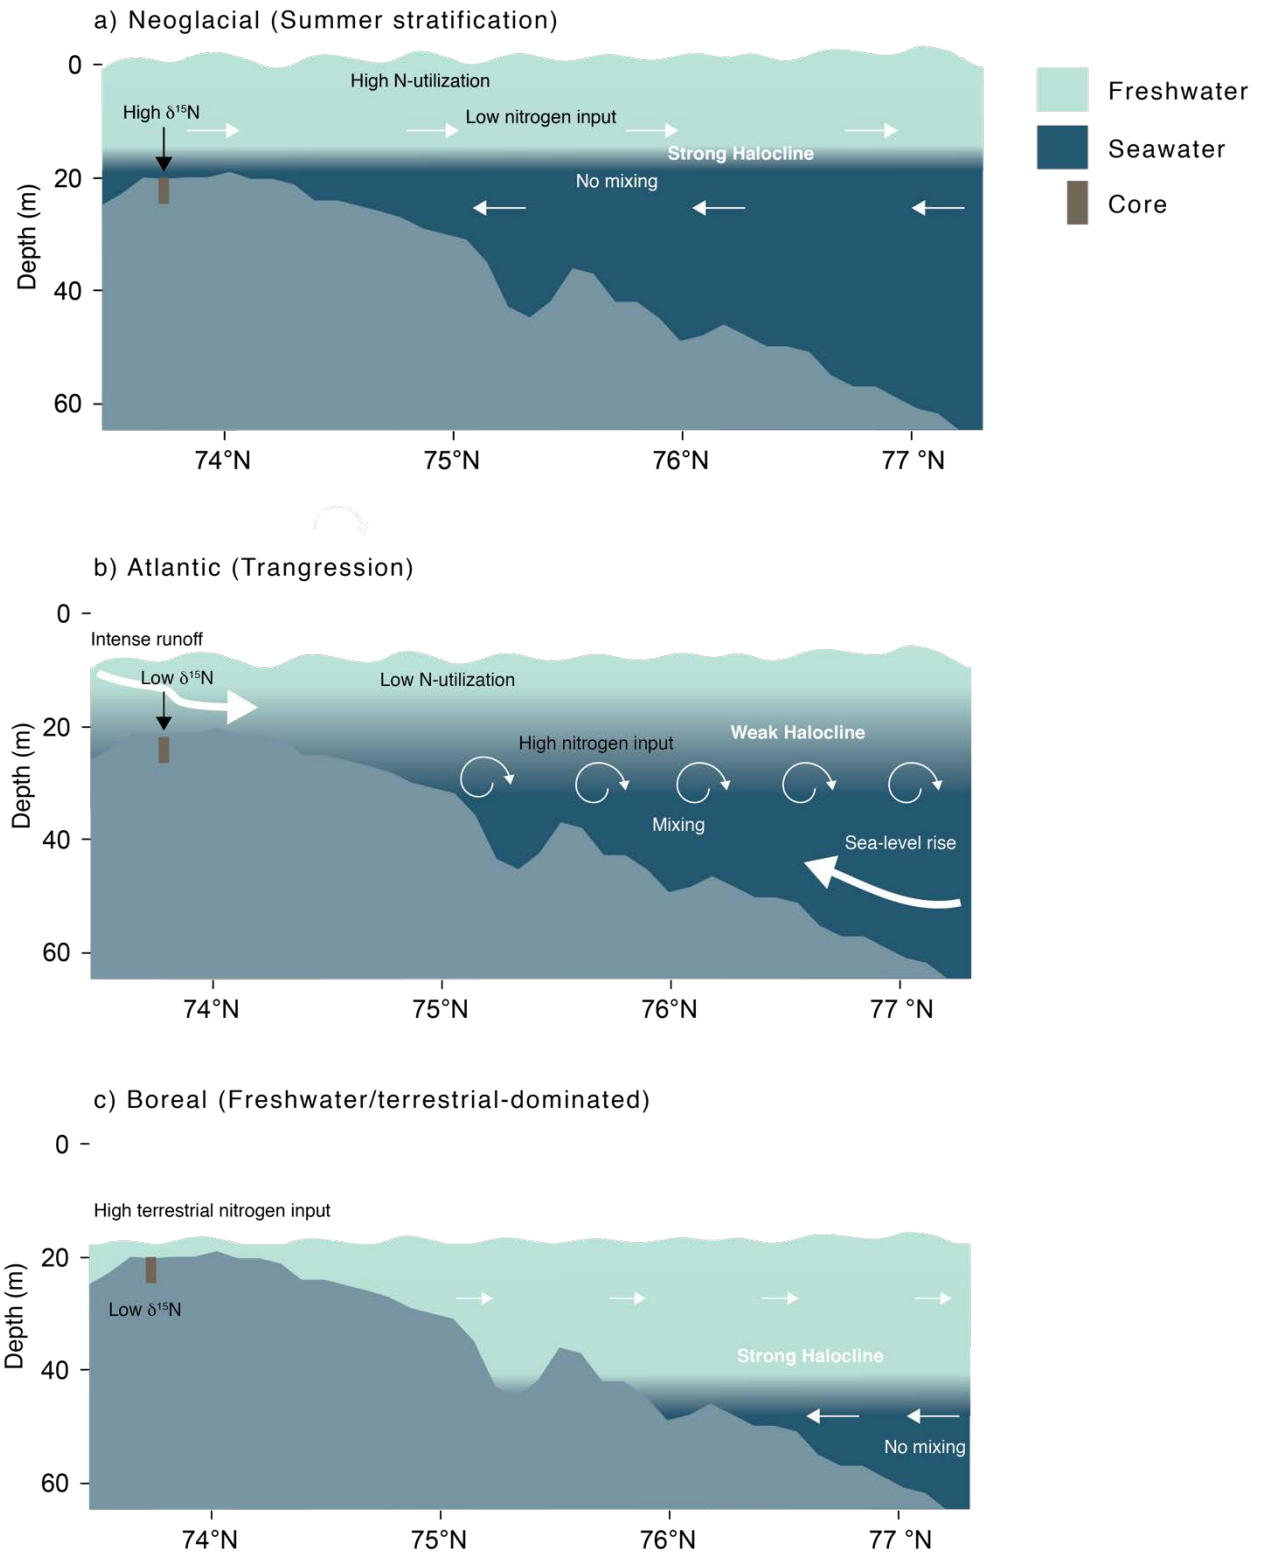 a) Neoglacial (Summer stratification)
0
20
40
60
Depth (m)
High N-utilization
High δ¹⁵N
Low nitrogen input
Strong Halocline
No mixing
74°N
75°N
76°N
77 °N
Freshwater
Seawater
Core
b) Atlantic (Trangression)
0
20
40
60
Depth (m)
Intense runoff
Low δ¹⁵N
Low N-utilization
Weak Halocline
High nitrogen input
Mixing
Sea-level rise
74°N
75°N
76°N
77 °N
c) Boreal (Freshwater/terrestrial-dominated)
0
20
40
60
Depth (m)
High terrestrial nitrogen input
Low δ¹⁵N
Strong Halocline
No mixing
74°N
75°N
76°N
77 °N